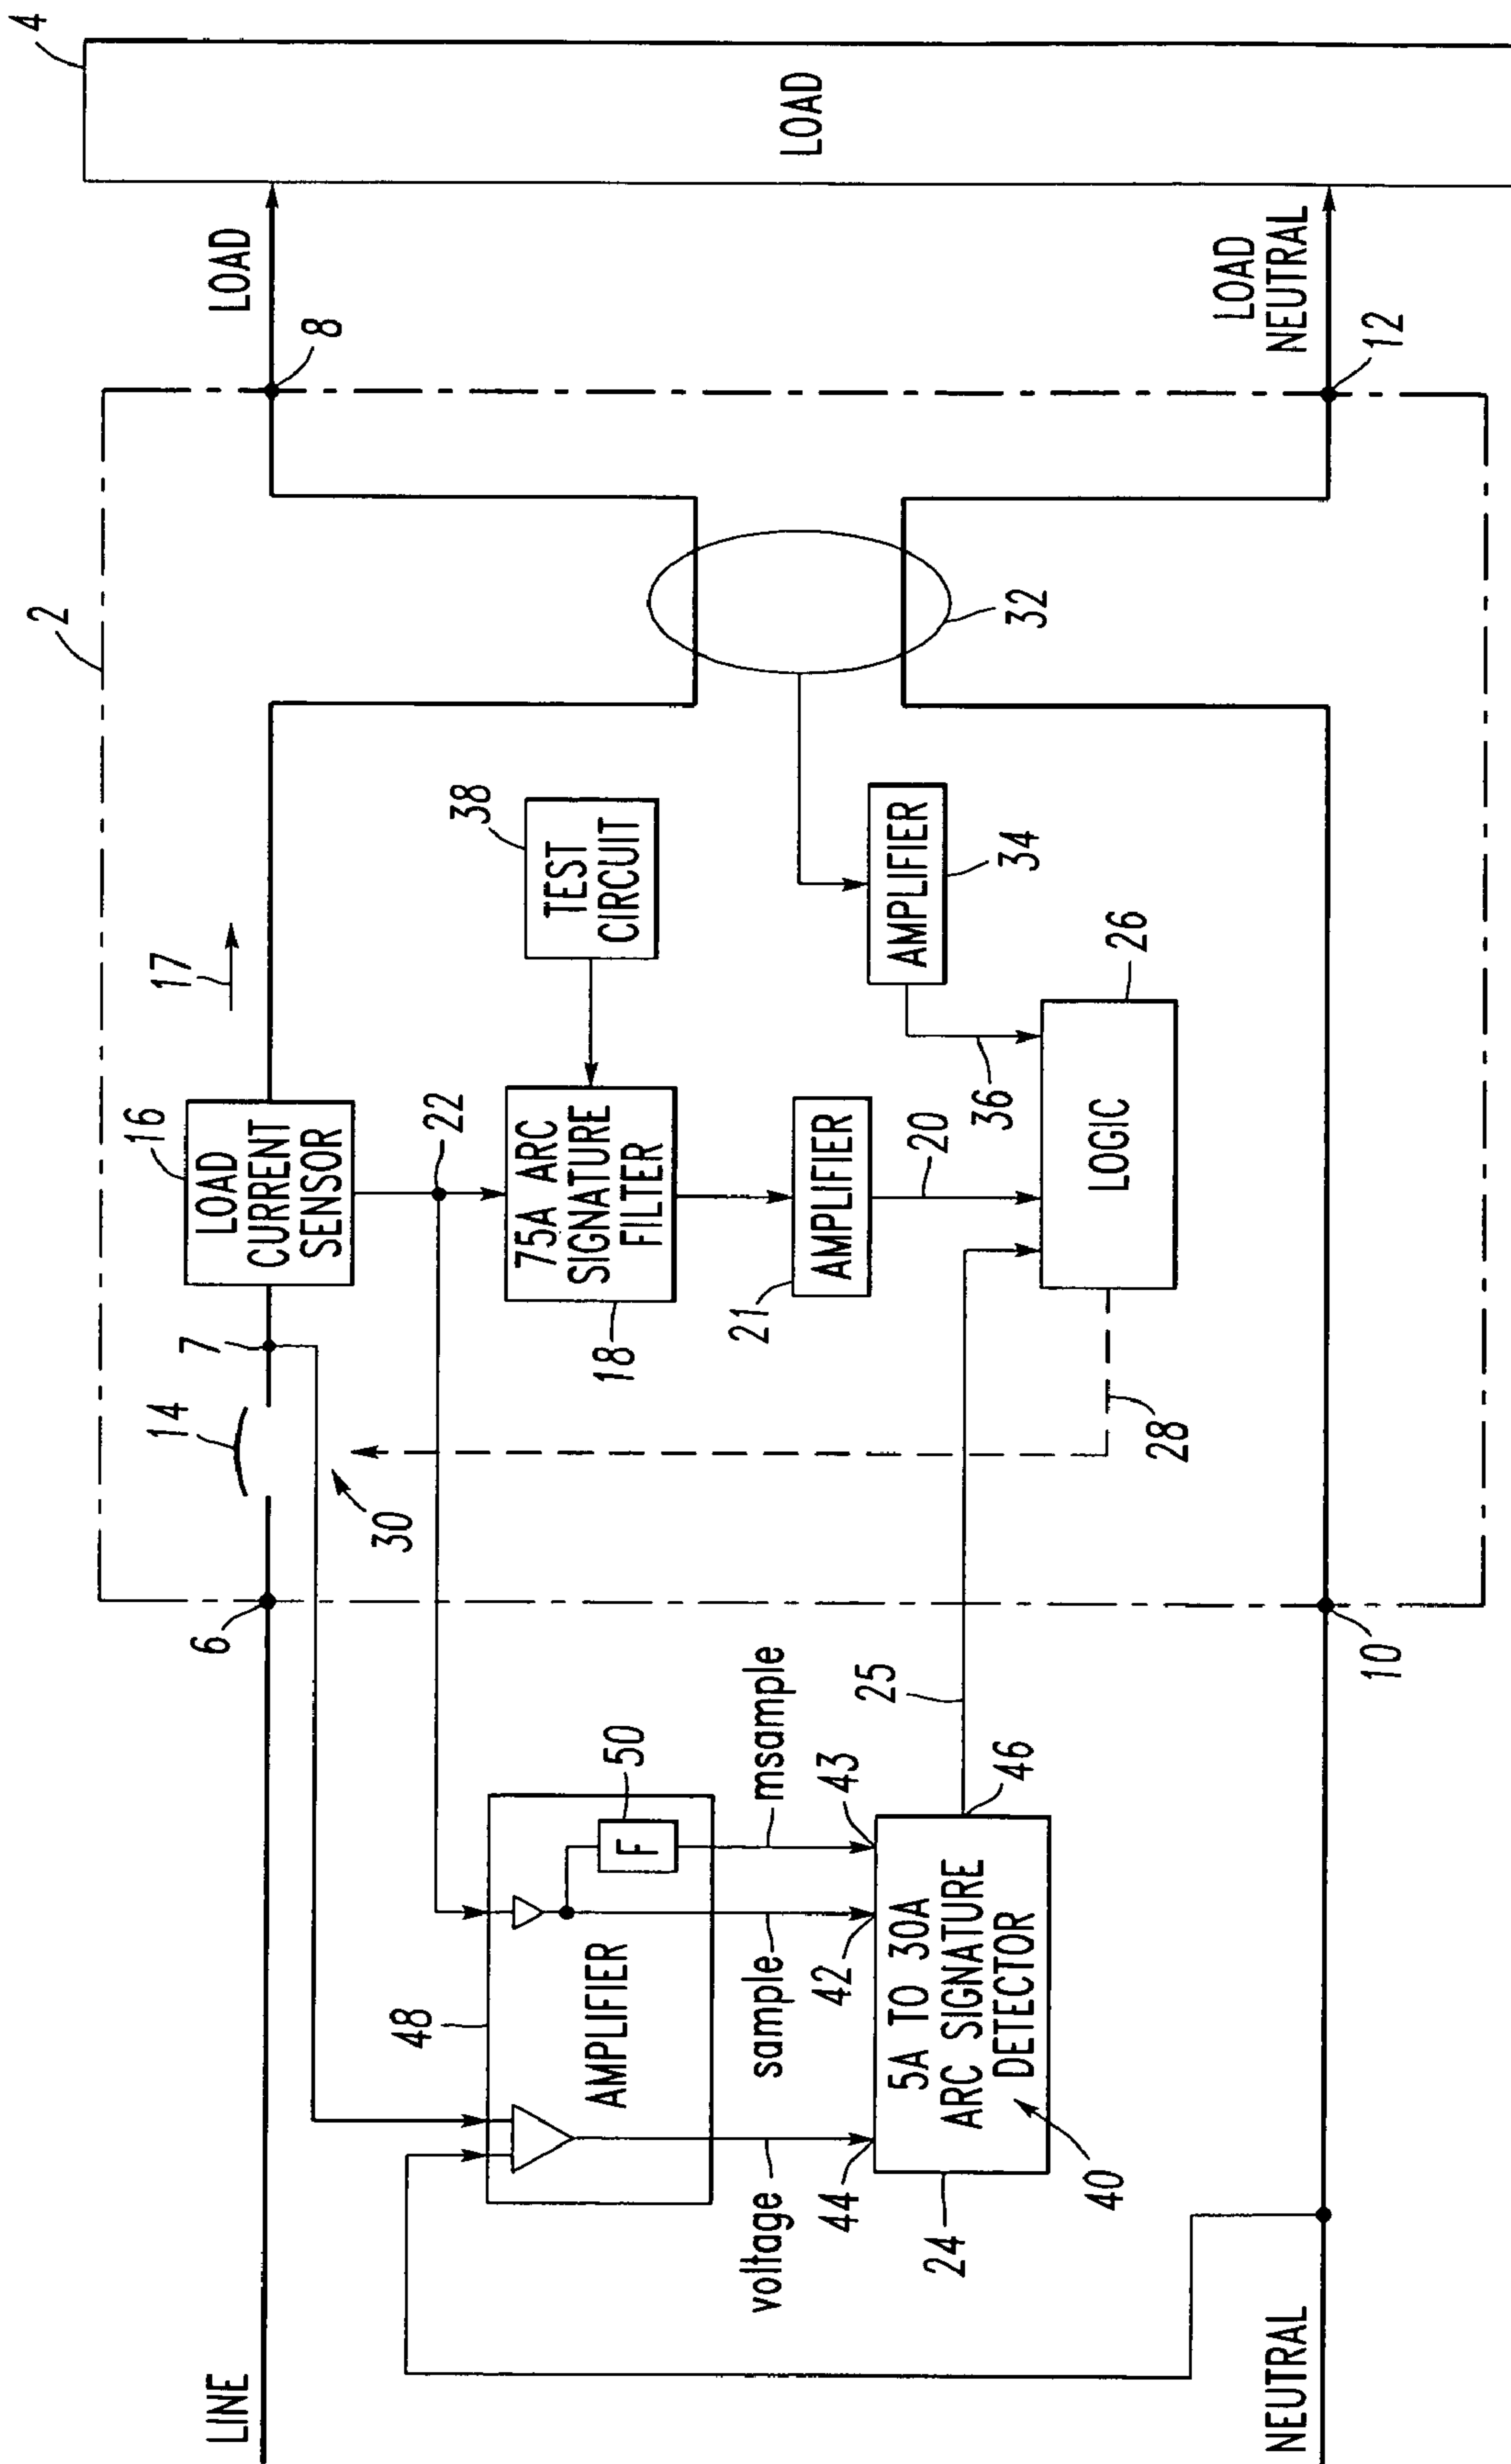 4
LOAD
LOAD
8
LOAD
NEUTRAL
12
2
32
17
38
TEST
CIRCUIT
AMPLIFIER
34
16
LOAD
CURRENT
SENSOR
22
75A ARC
SIGNATURE
FILTER
18
AMPLIFIER
21
20
36
26
LOGIC
7
14
30
28
6
10
25
48
AMPLIFIER
50
F
msample
sample
voltage
43
42
44
46
5A TO 30A
ARC SIGNATURE
DETECTOR
24
40
LINE
NEUTRAL